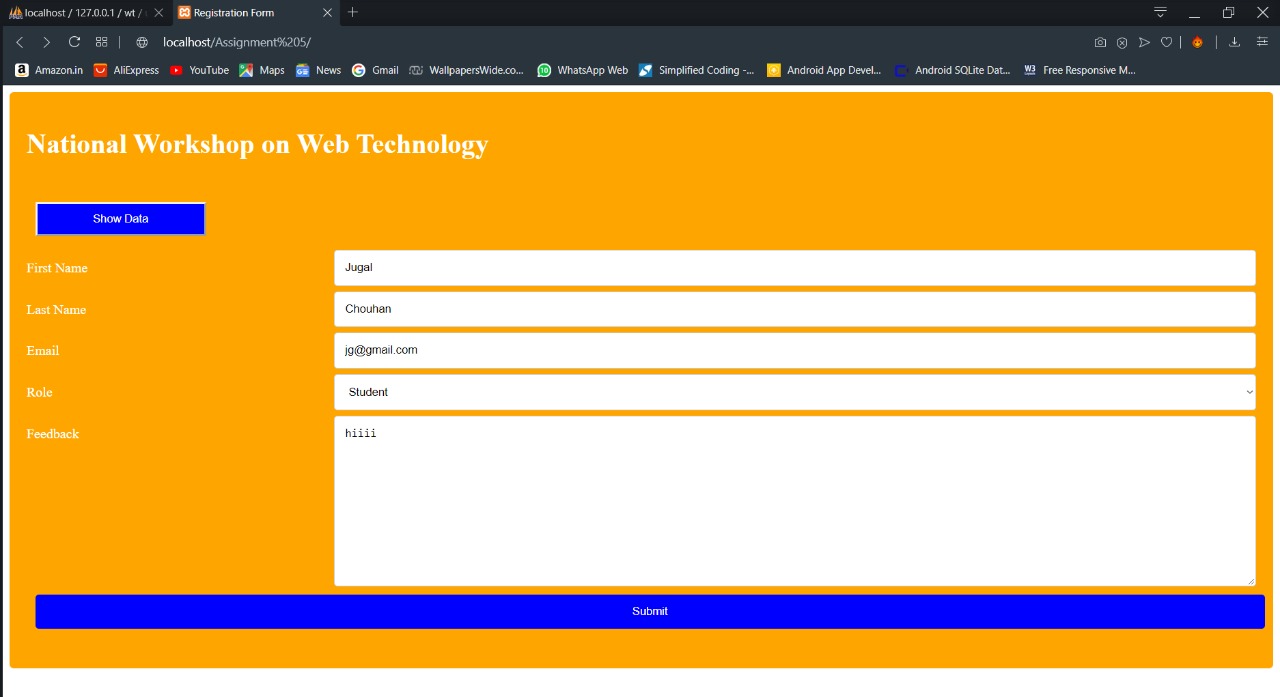 localhost / 127.0.0.1 / wt /
Registration Form
localhost/Assignment%205/
Amazon.in AliExpress YouTube Maps News Gmail WallpapersWide.co... WhatsApp Web Simplified Coding -... Android App Devel... Android SQLite Dat... Free Responsive M...
National Workshop on Web Technology
Show Data
First Name Jugal
Last Name Chouhan
Email jg@gmail.com
Role Student
Feedback hiiii
Submit